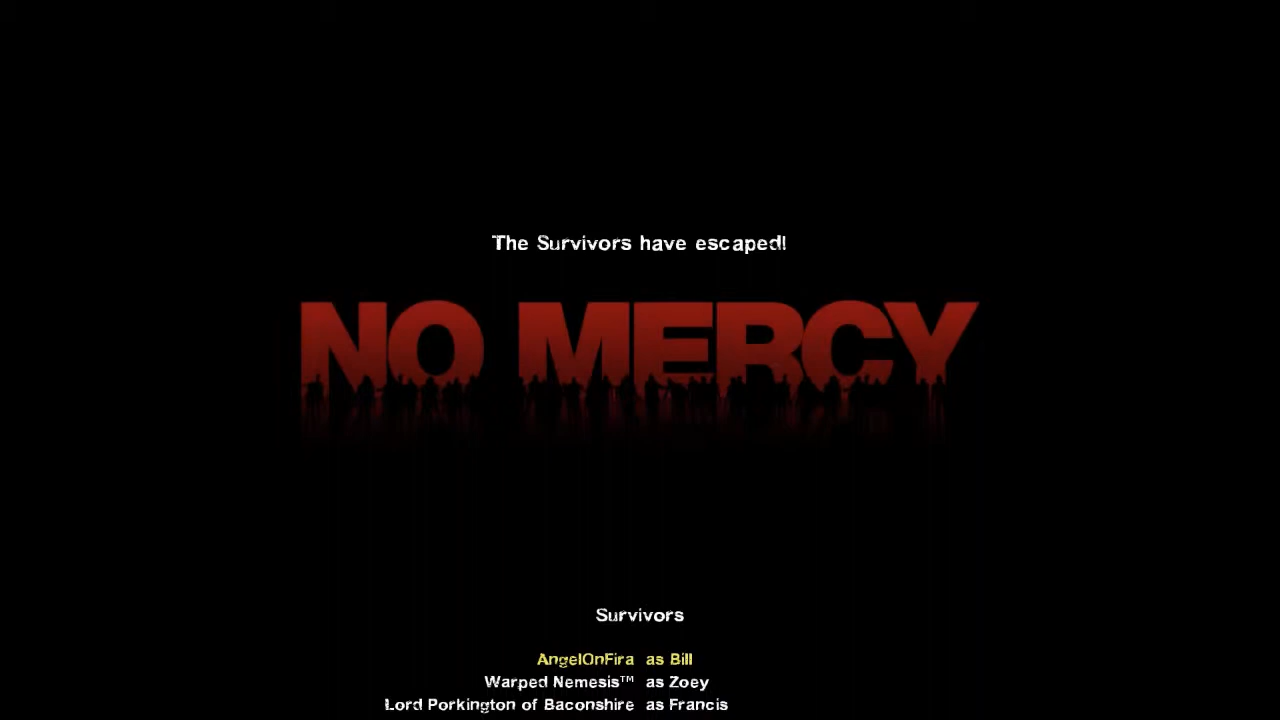 The Survivors have escaped!
NO MERCY
Survivors
AngelOnFira as Bill
Warped Nemesis™ as Zoey
Lord Porkington of Baconshire as Francis